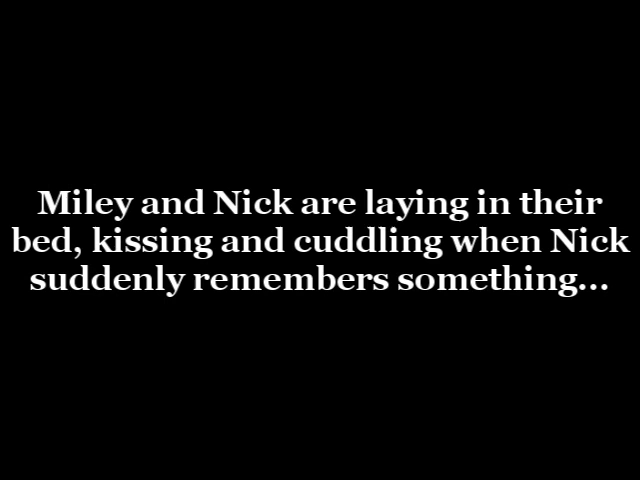 Miley and Nick are laying in their
bed, kissing and cuddling when Nick
suddenly remembers something...